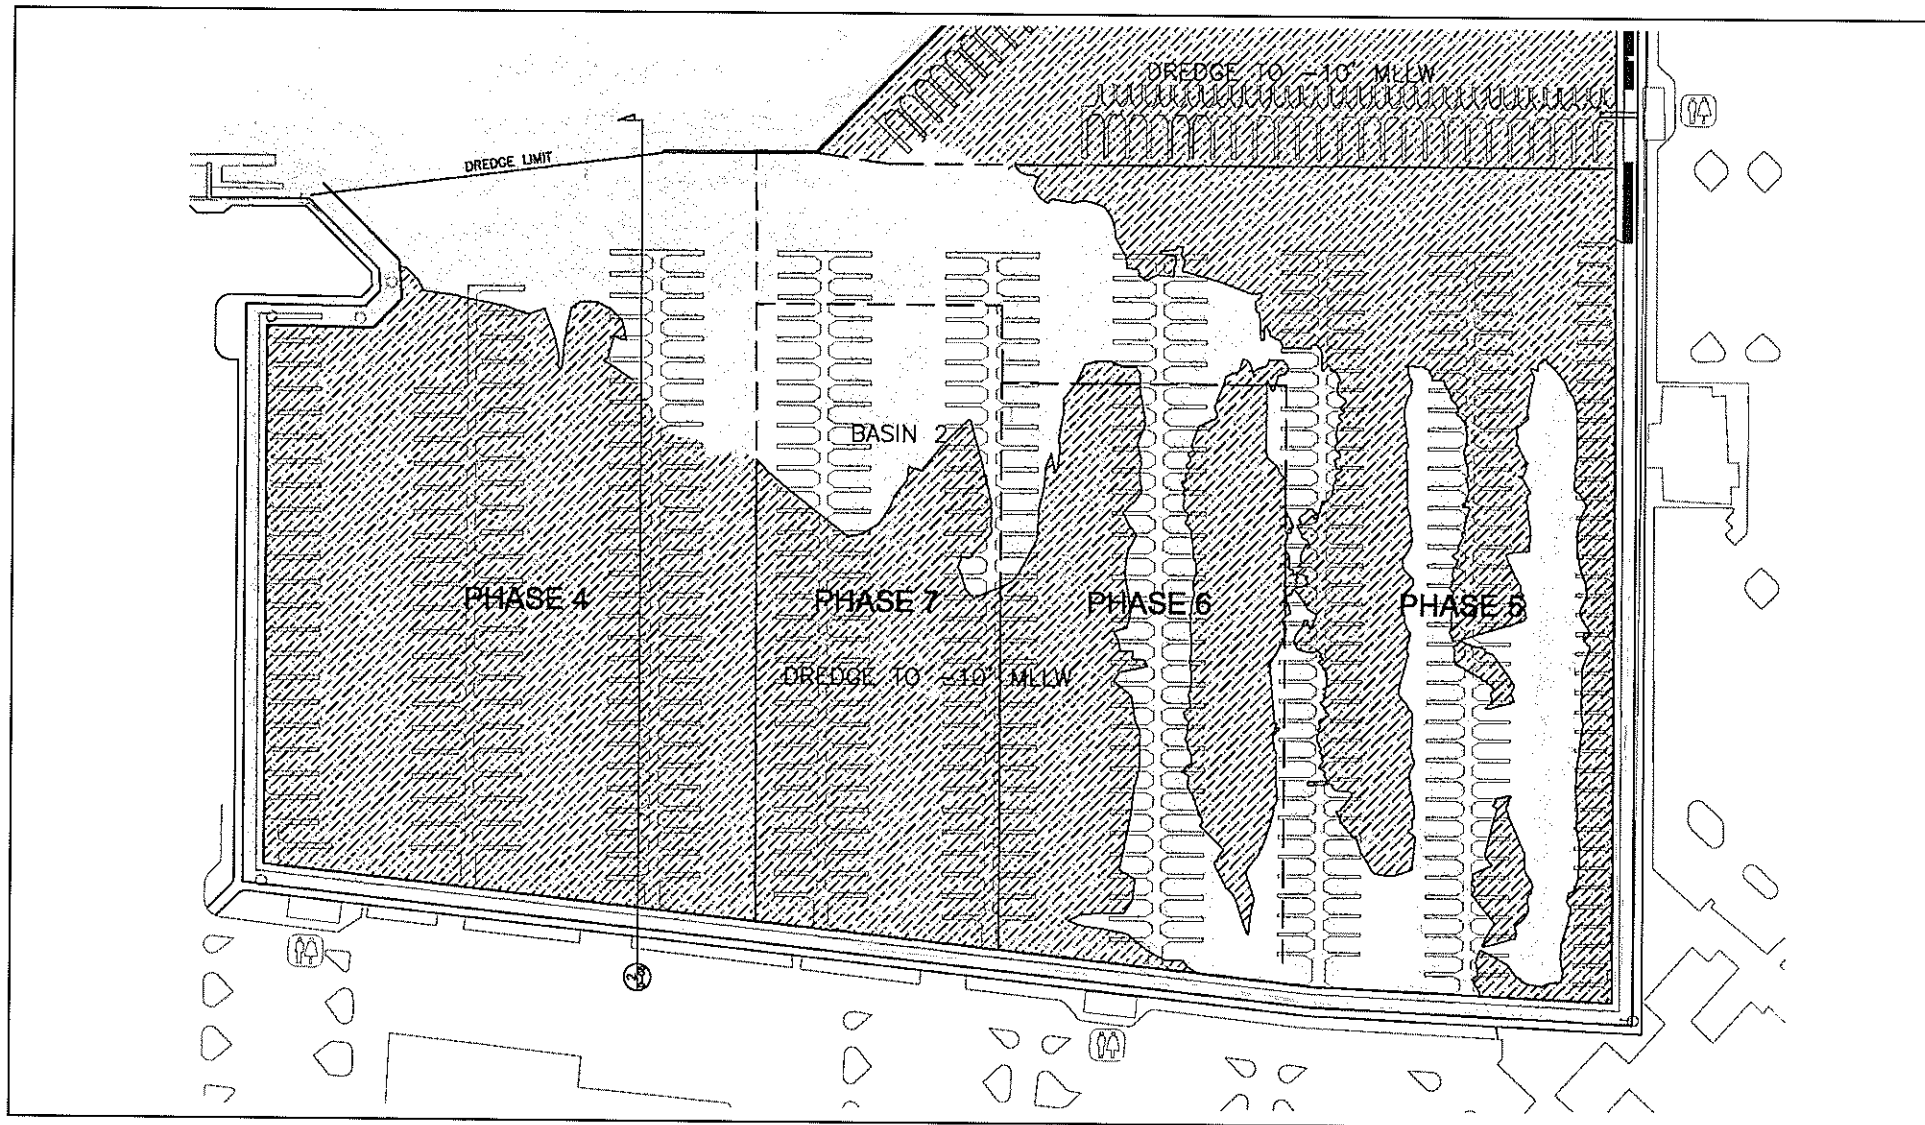 DREDGE TO -10' MLLW
DREDGE LIMIT
BASIN 2
PHASE 4
PHASE 7
PHASE 6
PHASE 5
DREDGE TO -10' MLLW